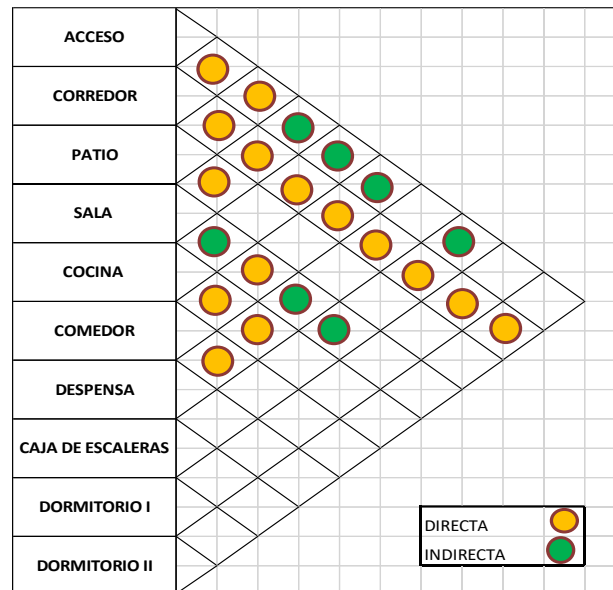 ACCESO
CORREDOR
PATIO
SALA
COCINA
COMEDOR
DESPENSA
CAJA DE ESCALERAS
DORMITORIO I
DORMITORIO II
DIRECTA
INDIRECTA